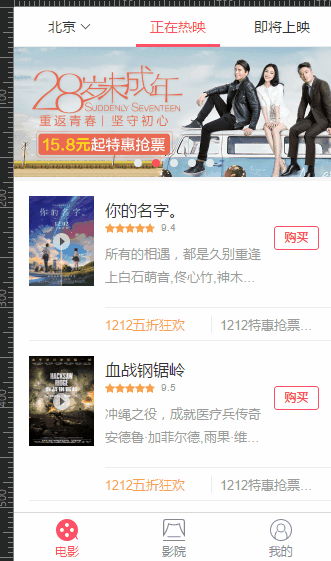 北京
正在热映
即将上映
28岁未成年
SUDDENLY SEVENTEEN
重返青春 | 坚守初心
15.8元起特惠抢票
你的名字。
9.4
购买
所有的相遇，都是久别重逢
上白石萌音,佟心竹,神木...
1212五折狂欢
1212特惠抢票...
血战钢锯岭
HACKSAW
RIDGE
9.5
购买
冲绳之役，成就医疗兵传奇
安德鲁·加菲尔德,雨果·维...
1212五折狂欢
1212特惠抢票...
电影
影院
我的